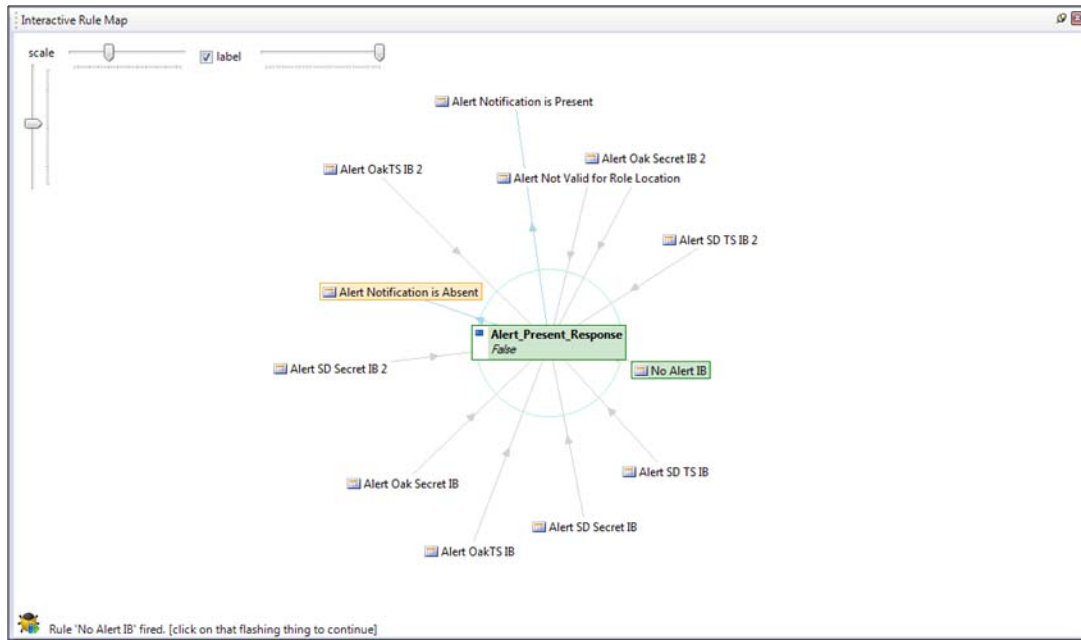 Interactive Rule Map
scale
label
Alert Notification is Present
Alert Oak Secret IB 2
Alert OakTS IB 2
Alert Not Valid for Role Location
Alert SD TS IB 2
Alert Notification is Absent
Alert_Present_Response
False
Alert SD Secret IB 2
No Alert IB
Alert SD TS IB
Alert Oak Secret IB
Alert SD Secret IB
Alert OakTS IB
Rule 'No Alert IB' fired. [click on that flashing thing to continue]